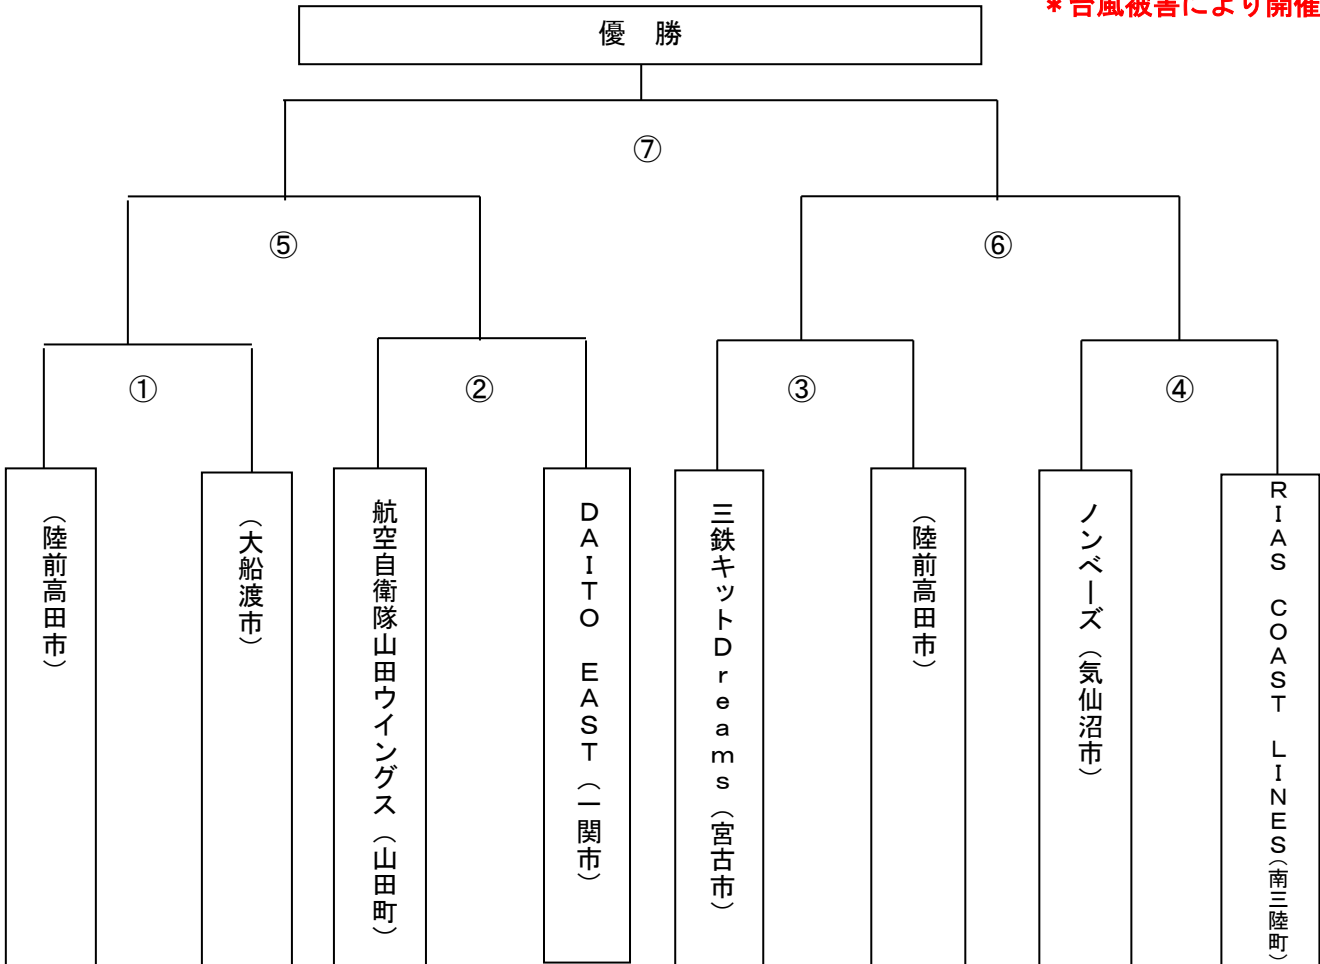 ＊台風被害により開催
優　勝
⑦
⑤
⑥
①
②
③
④
（陸前高田市）
（大船渡市）
航空自衛隊山田ウイングス（山田町）
ＤＡＩＴＯ　ＥＡＳＴ（一関市）
三鉄キットＤｒｅａｍｓ（宮古市）
（陸前高田市）
ノンベーズ（気仙沼市）
ＲＩＡＳ　ＣＯＡＳＴ　ＬＩＮＥＳ（南三陸町）